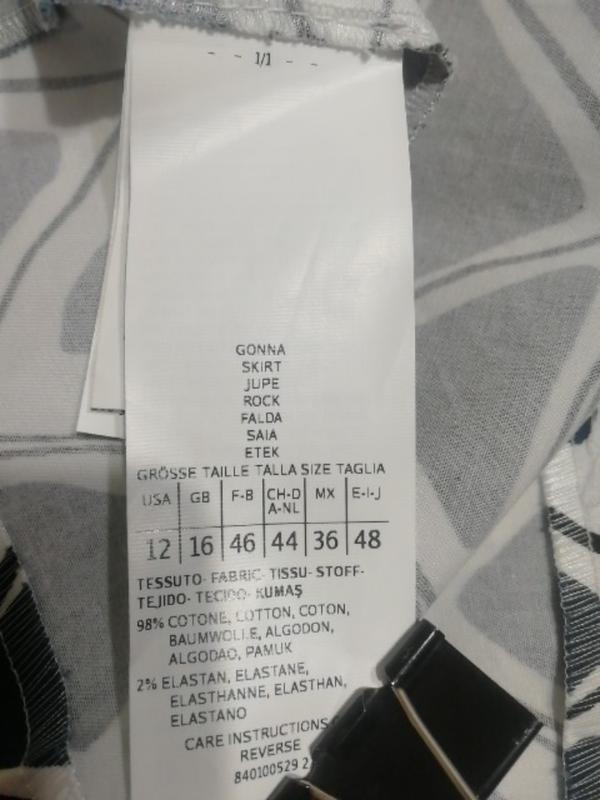 - - 1/1 - -
GONNA
SKIRT
JUPE
ROCK
FALDA
SAIA
ETEK
GRÖSSE TAILLE TALLA SIZE TAGLIA
USA GB F-B CH-D A-NL MX E-I-J
12 16 46 44 36 48
TESSUTO- FABRIC- TISSU- STOFF-
TEJIDO- TECIDO- KUMAŞ
98% COTONE, COTTON, COTON,
BAUMWOLLE, ALGODON,
ALGODAO, PAMUK
2% ELASTAN, ELASTANE,
ELASTHANNE, ELASTHAN,
ELASTANO
CARE INSTRUCTIONS
REVERSE
840100529 2